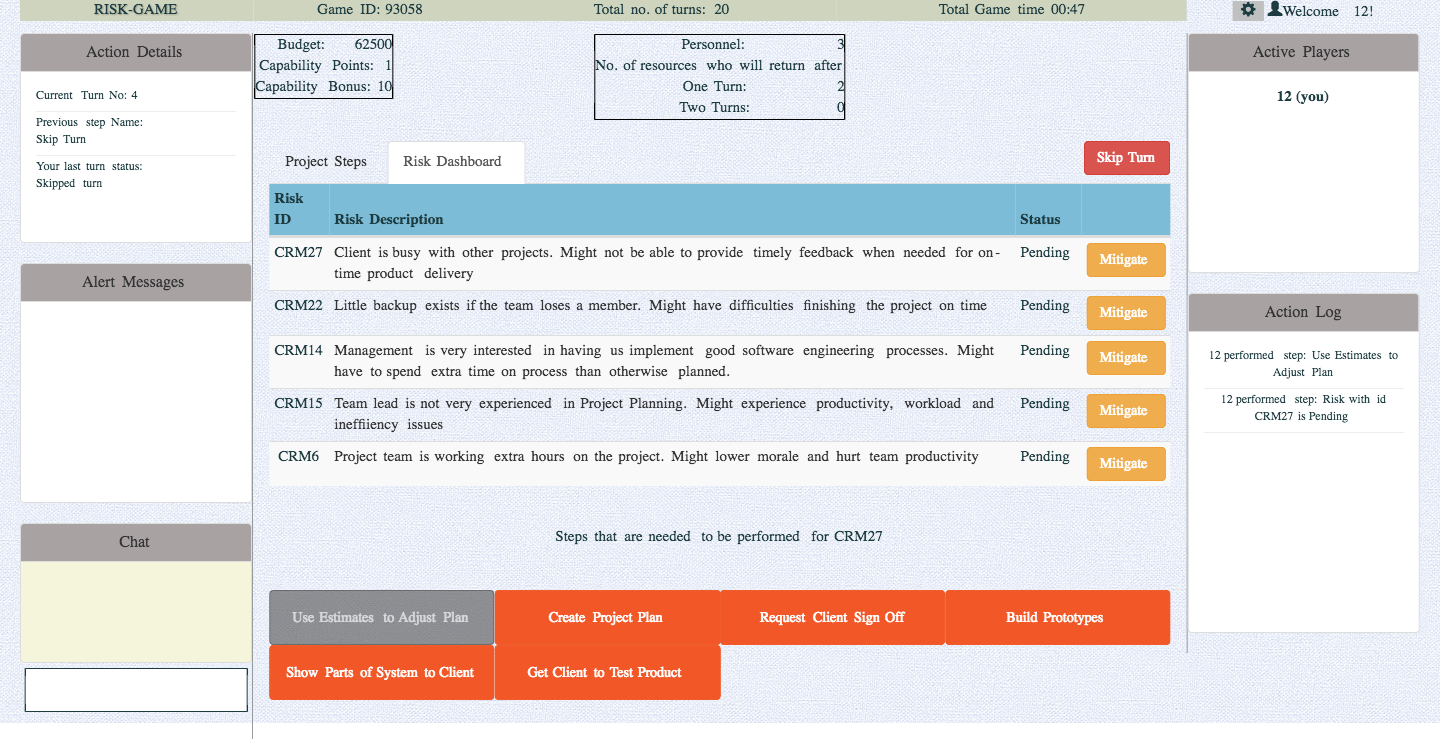 RISK-GAME
Game ID: 93058
Total no. of turns: 20
Total Game time 00:47
Welcome 12!
Action Details
Current Turn No: 4
Previous step Name:
Skip Turn
Your last turn status:
Skipped turn
Alert Messages
Chat
Budget: 62500
Capability Points: 1
Capability Bonus: 10
Personnel: 3
No. of resources who will return after
One Turn: 2
Two Turns: 0
Project Steps
Risk Dashboard
Skip Turn
Risk
ID Risk Description Status
CRM27 Client is busy with other projects. Might not be able to provide timely feedback when needed for on- Pending Mitigate
time product delivery
CRM22 Little backup exists if the team loses a member. Might have difficulties finishing the project on time Pending Mitigate
CRM14 Management is very interested in having us implement good software engineering processes. Might Pending Mitigate
have to spend extra time on process than otherwise planned.
CRM15 Team lead is not very experienced in Project Planning. Might experience productivity, workload and Pending Mitigate
ineffiiency issues
CRM6 Project team is working extra hours on the project. Might lower morale and hurt team productivity Pending Mitigate
Steps that are needed to be performed for CRM27
Use Estimates to Adjust Plan
Create Project Plan
Request Client Sign Off
Build Prototypes
Show Parts of System to Client
Get Client to Test Product
Active Players
12 (you)
Action Log
12 performed step: Use Estimates to
Adjust Plan
12 performed step: Risk with id
CRM27 is Pending